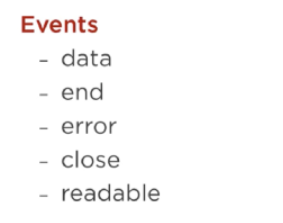 Events
- data
- end
- error
- close
- readable